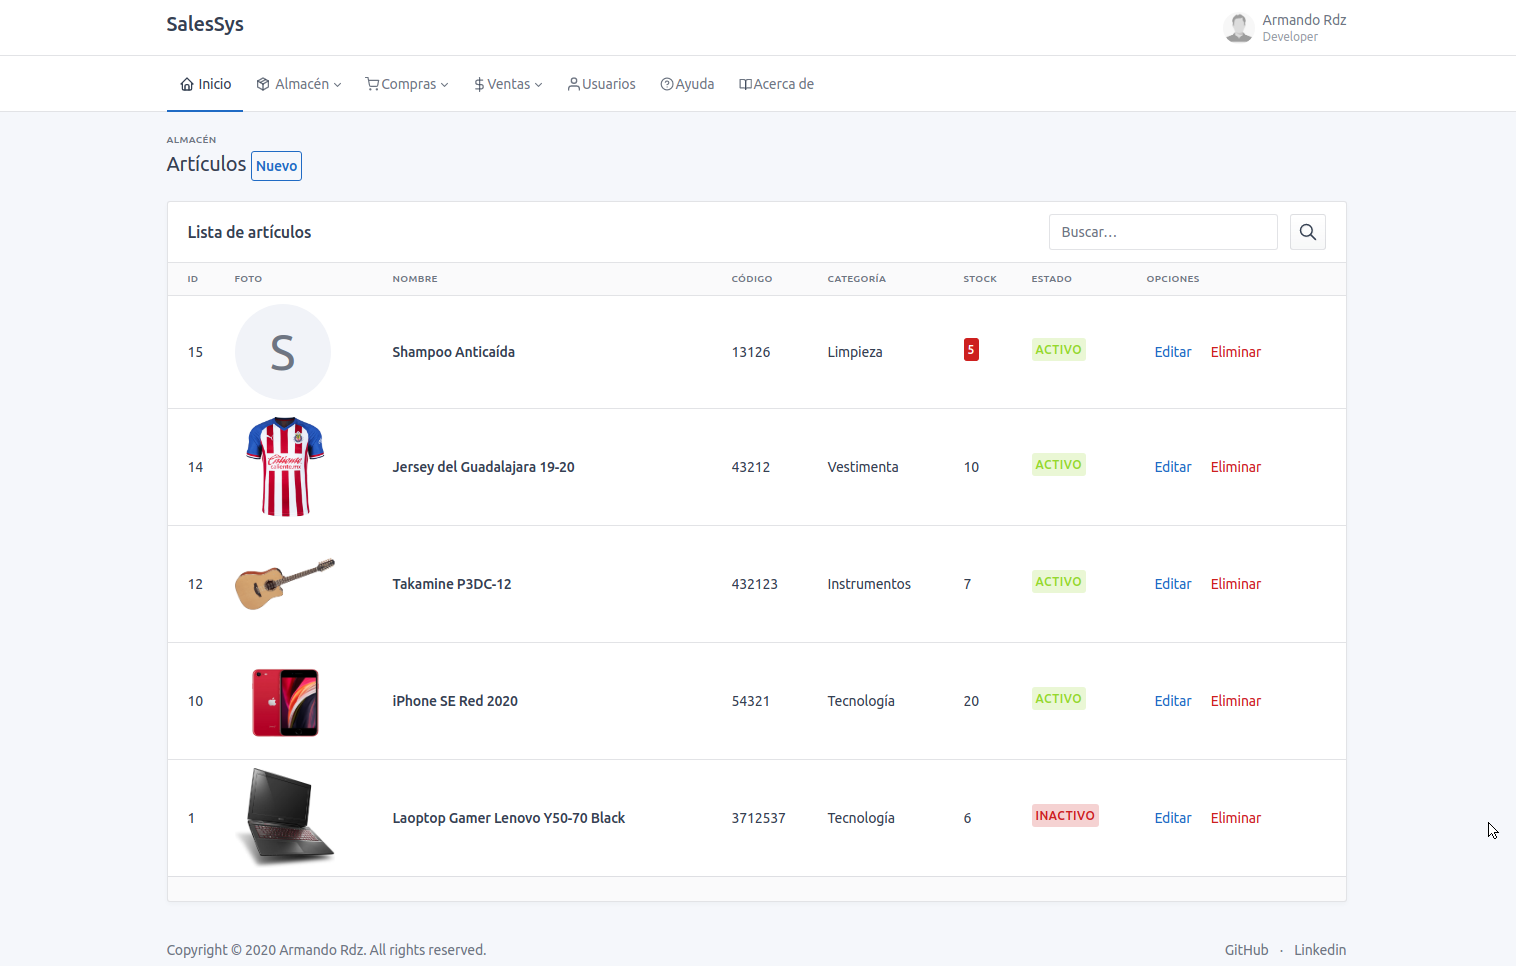 SalesSys
Armando Rdz
Developer
Inicio Almacén Compras Ventas Usuarios Ayuda Acerca de
ALMACÉN
Artículos Nuevo
Lista de artículos Buscar…
ID FOTO NOMBRE CÓDIGO CATEGORÍA STOCK ESTADO OPCIONES
15 S Shampoo Anticaída 13126 Limpieza 5 ACTIVO Editar Eliminar
Caliente
caliente.mx
14 Jersey del Guadalajara 19-20 43212 Vestimenta 10 ACTIVO Editar Eliminar
12 Takamine P3DC-12 432123 Instrumentos 7 ACTIVO Editar Eliminar
10 iPhone SE Red 2020 54321 Tecnología 20 ACTIVO Editar Eliminar
1 Laoptop Gamer Lenovo Y50-70 Black 3712537 Tecnología 6 INACTIVO Editar Eliminar
Copyright © 2020 Armando Rdz. All rights reserved. GitHub · Linkedin